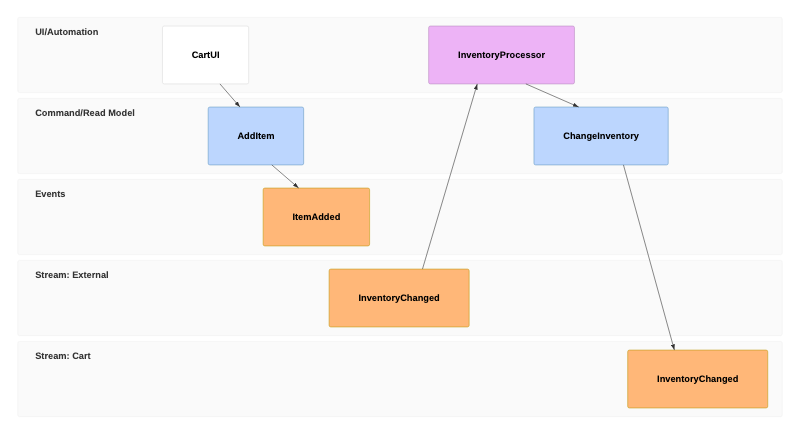 UI/Automation
CartUI
InventoryProcessor
Command/Read Model
AddItem
ChangeInventory
Events
ItemAdded
Stream: External
InventoryChanged
Stream: Cart
InventoryChanged